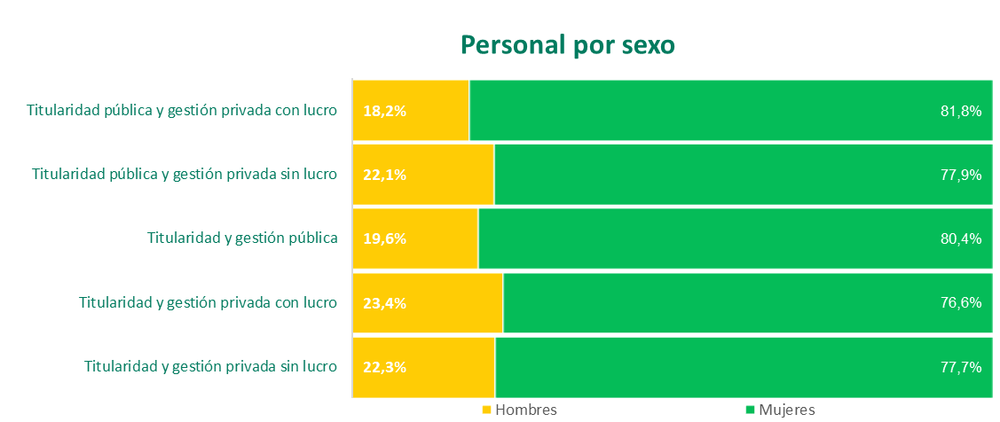 Personal por sexo
Titularidad pública y gestión privada con lucro 18,2% 81,8%
Titularidad pública y gestión privada sin lucro 22,1% 77,9%
Titularidad y gestión pública 19,6% 80,4%
Titularidad y gestión privada con lucro 23,4% 76,6%
Titularidad y gestión privada sin lucro 22,3% 77,7%
Hombres Mujeres